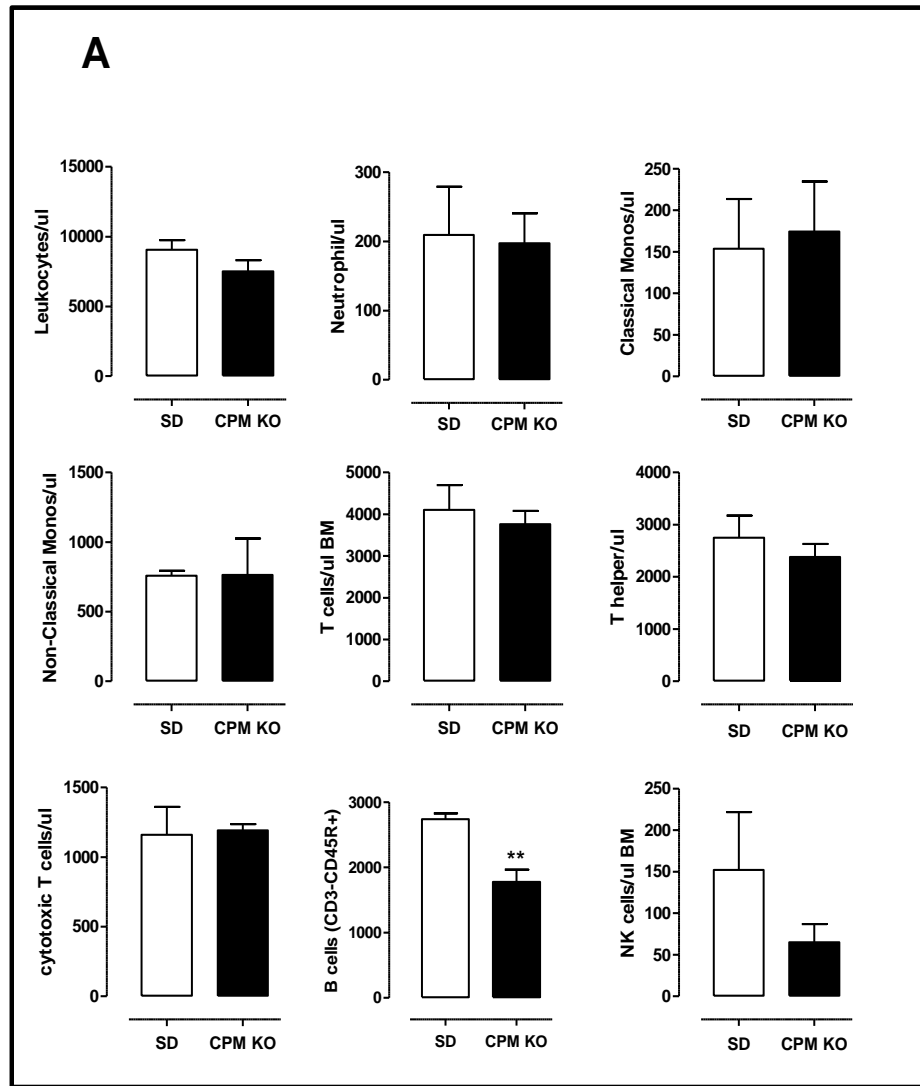 A
Leukocytes/ul
15000
10000
5000
0
SD CPM KO
Neutrophil/ul
300
200
100
0
SD CPM KO
Classical Monos/ul
250
200
150
100
50
0
SD CPM KO
Non-Classical Monos/ul
1500
1000
500
0
SD CPM KO
T cells/ul BM
5000
4000
3000
2000
1000
0
SD CPM KO
T helper/ul
4000
3000
2000
1000
0
SD CPM KO
cytotoxic T cells/ul
1500
1000
500
0
SD CPM KO
B cells (CD3-CD45R+)
3000
2000
1000
0
**
SD CPM KO
NK cells/ul BM
250
200
150
100
50
0
SD CPM KO